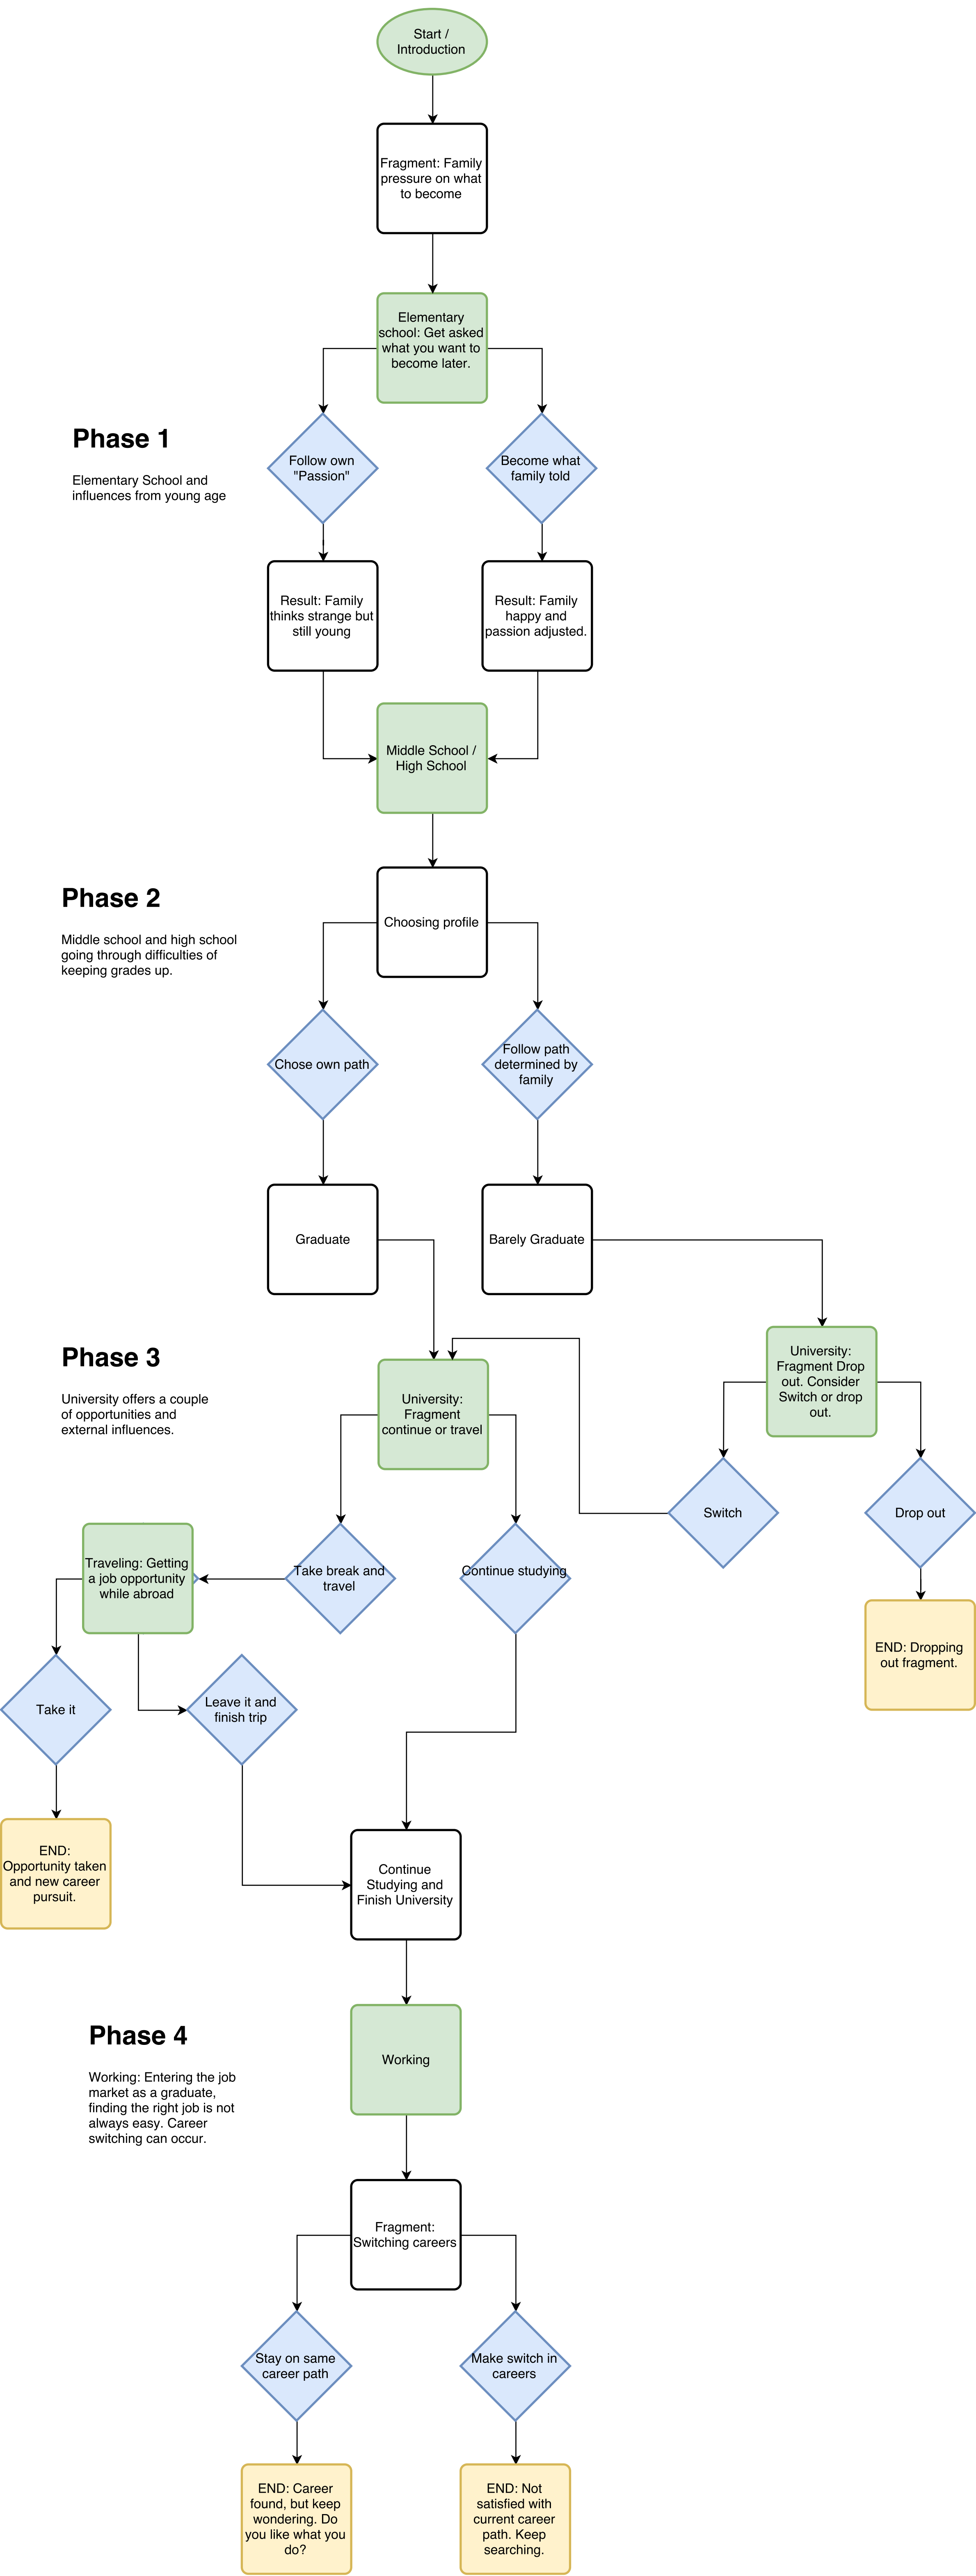 Start /
Introduction
Fragment: Family
pressure on what
to become
Elementary
school: Get asked
what you want to
become later.
Phase 1
Elementary School and
influences from young age
Follow own
"Passion"
Become what
family told
Result: Family
thinks strange but
still young
Result: Family
happy and
passion adjusted.
Middle School /
High School
Phase 2
Middle school and high school
going through difficulties of
keeping grades up.
Choosing profile
Chose own path
Follow path
determined by
family
Graduate
Barely Graduate
Phase 3
University offers a couple
of opportunities and
external influences.
University:
Fragment
continue or travel
University:
Fragment Drop
out. Consider
Switch or drop
out.
Switch
Drop out
Traveling: Getting
a job opportunity
while abroad
Take break and
travel
Continue studying
END: Dropping
out fragment.
Take it
Leave it and
finish trip
END:
Opportunity taken
and new career
pursuit.
Continue
Studying and
Finish University
Phase 4
Working: Entering the job
market as a graduate,
finding the right job is not
always easy. Career
switching can occur.
Working
Fragment:
Switching careers
Stay on same
career path
Make switch in
careers
END: Career
found, but keep
wondering. Do
you like what you
do?
END: Not
satisfied with
current career
path. Keep
searching.